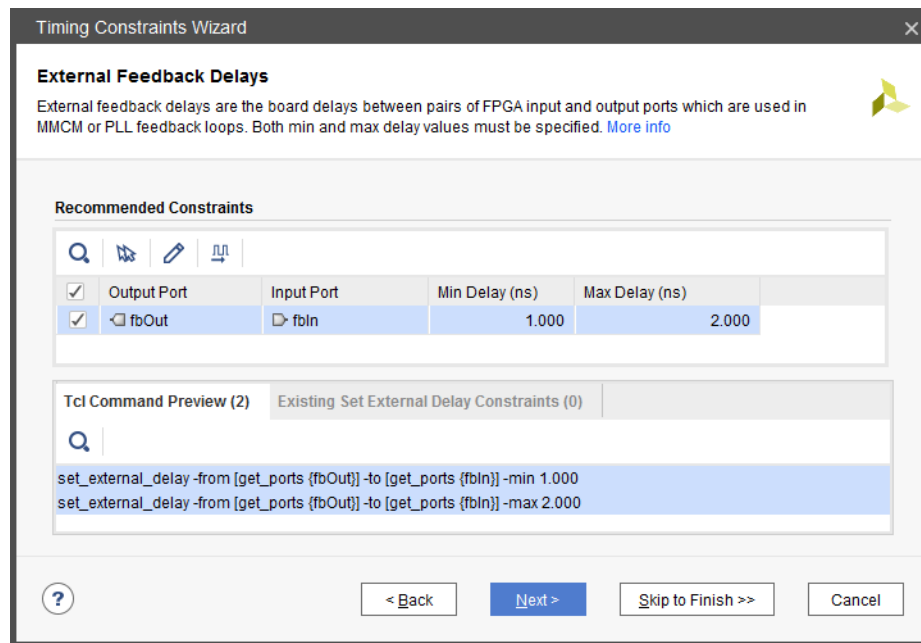 Timing Constraints Wizard
External Feedback Delays
External feedback delays are the board delays between pairs of FPGA input and output ports which are used in
MMCM or PLL feedback loops. Both min and max delay values must be specified. More info
Recommended Constraints
Output Port Input Port Min Delay (ns) Max Delay (ns)
fbOut fbIn 1.000 2.000
Tcl Command Preview (2) Existing Set External Delay Constraints (0)
set_external_delay -from [get_ports {fbOut}] -to [get_ports {fbIn}] -min 1.000
set_external_delay -from [get_ports {fbOut}] -to [get_ports {fbIn}] -max 2.000
? < Back Next > Skip to Finish >> Cancel